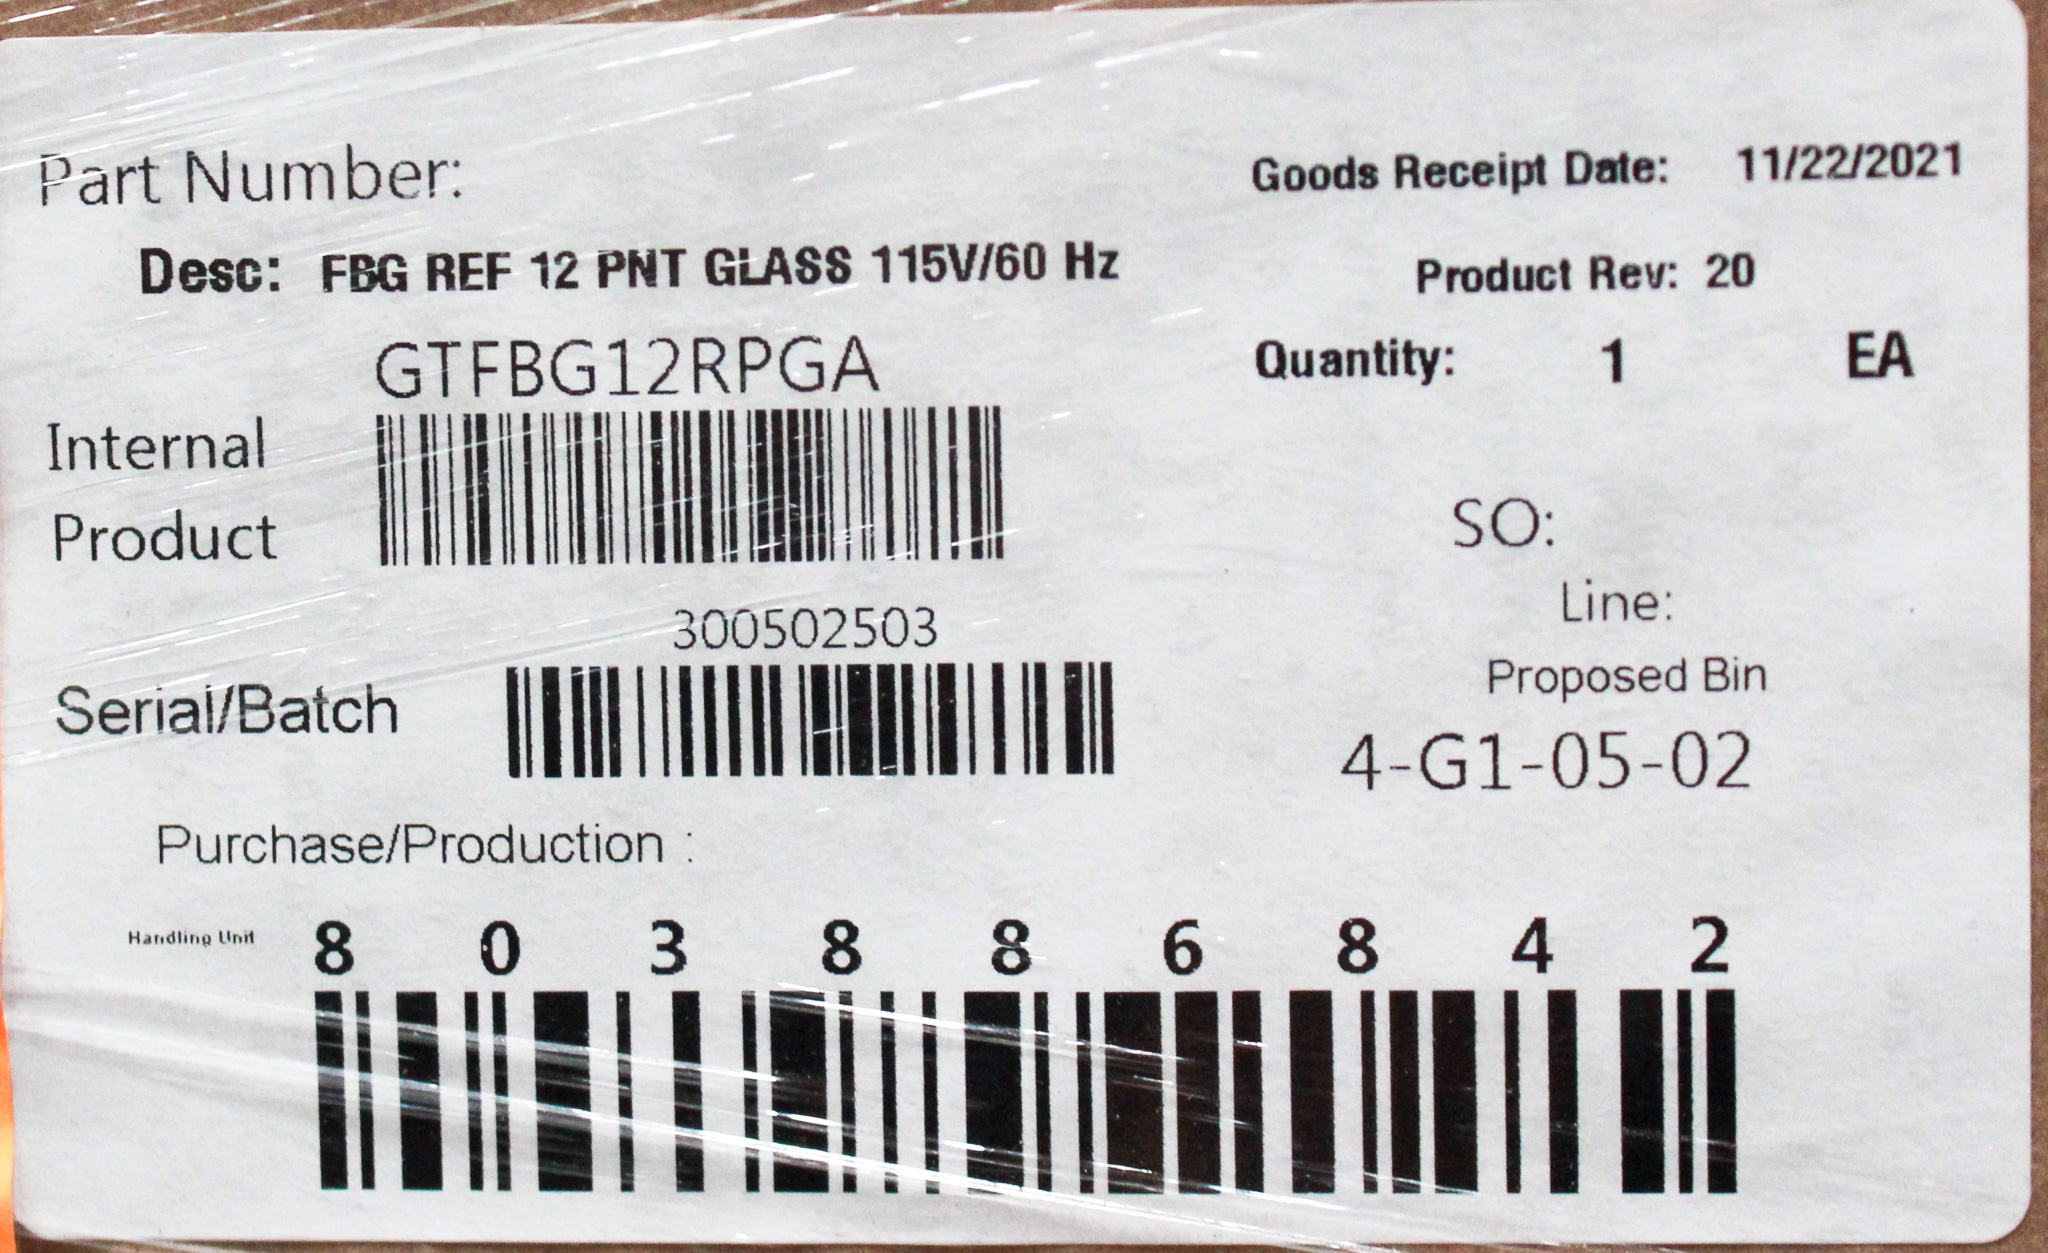 Part Number:
Goods Receipt Date: 11/22/2021
Desc: FBG REF 12 PNT GLASS 115V/60 Hz
Product Rev: 20
GTFBG12RPGA
Quantity: 1 EA
Internal
Product
SO:
300502503
Line:
Serial/Batch
Proposed Bin
4-G1-05-02
Purchase/Production :
Handling Unit 8 0 3 8 8 6 8 4 2